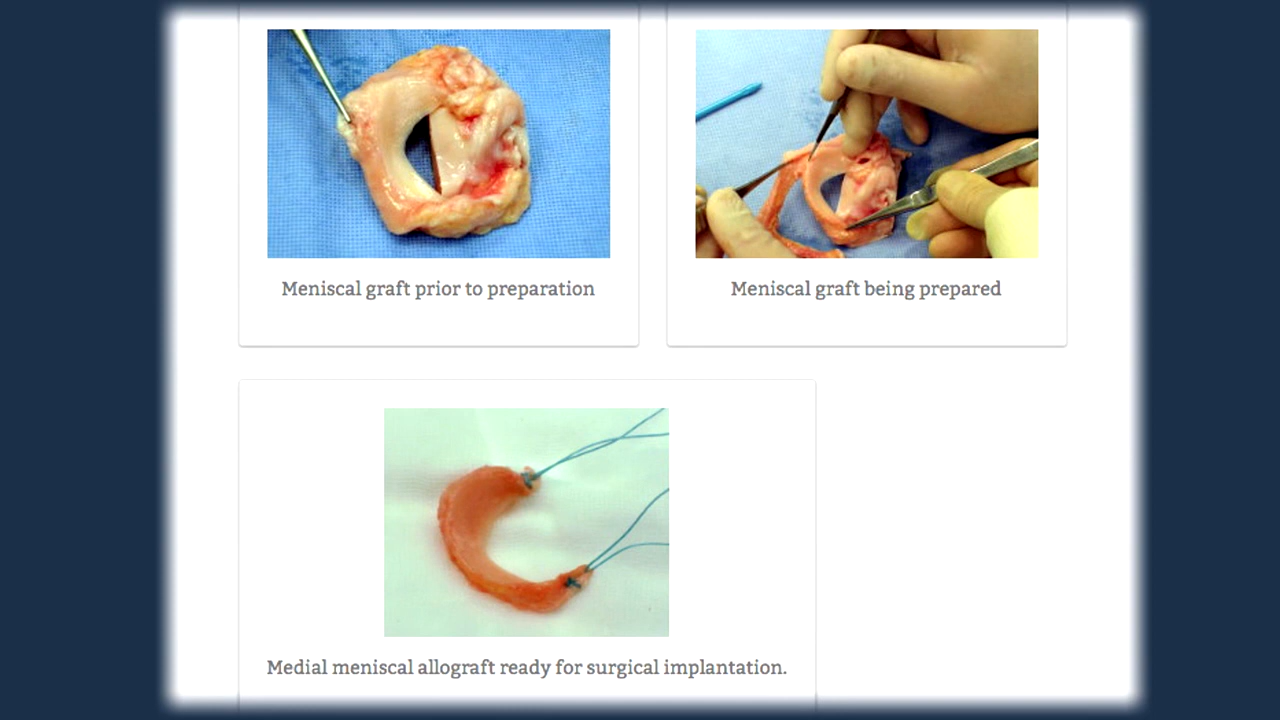 Meniscal graft prior to preparation
Meniscal graft being prepared
Medial meniscal allograft ready for surgical implantation.